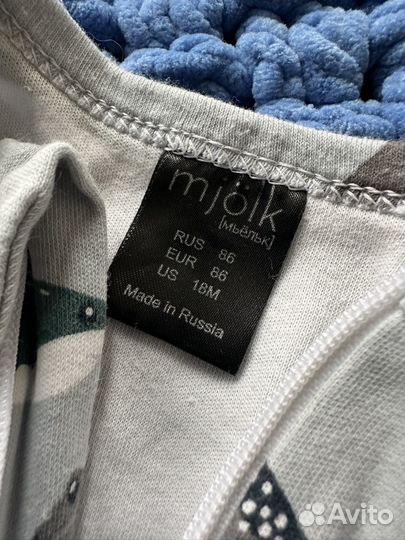 mjölk
[мьёльк]
RUS 86
EUR 86
US 18M
Made in Russia
Avito